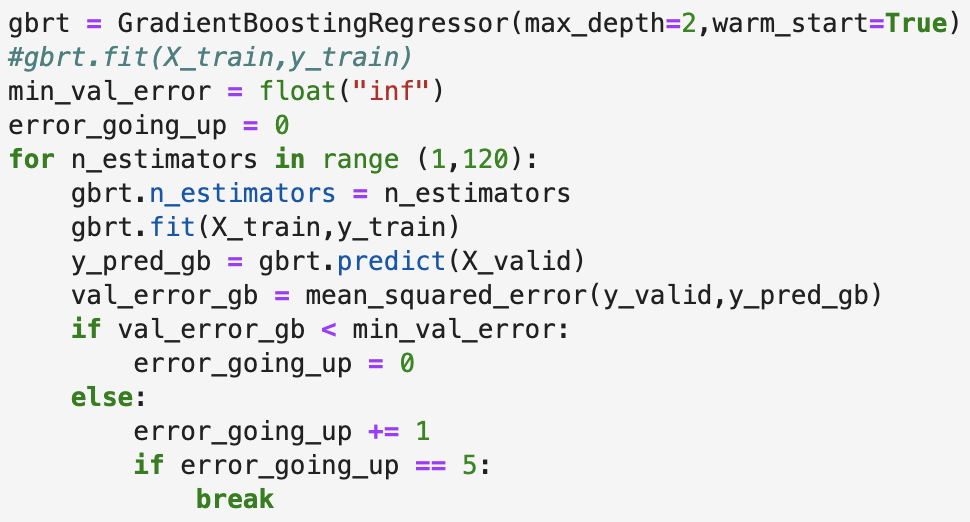 gbrt = GradientBoostingRegressor(max_depth=2,warm_start=True)
#gbrt.fit(X_train,y_train)
min_val_error = float("inf")
error_going_up = 0
for n_estimators in range (1,120):
    gbrt.n_estimators = n_estimators
    gbrt.fit(X_train,y_train)
    y_pred_gb = gbrt.predict(X_valid)
    val_error_gb = mean_squared_error(y_valid,y_pred_gb)
    if val_error_gb < min_val_error:
        error_going_up = 0
    else:
        error_going_up += 1
        if error_going_up == 5:
            break